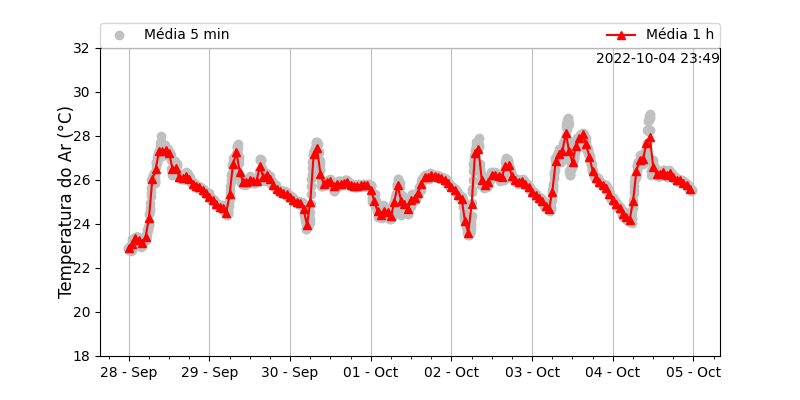 Média 5 min
Média 1 h
2022-10-04 23:49
Temperatura do Ar (°C)
32
30
28
26
24
22
20
18
28 - Sep
29 - Sep
30 - Sep
01 - Oct
02 - Oct
03 - Oct
04 - Oct
05 - Oct